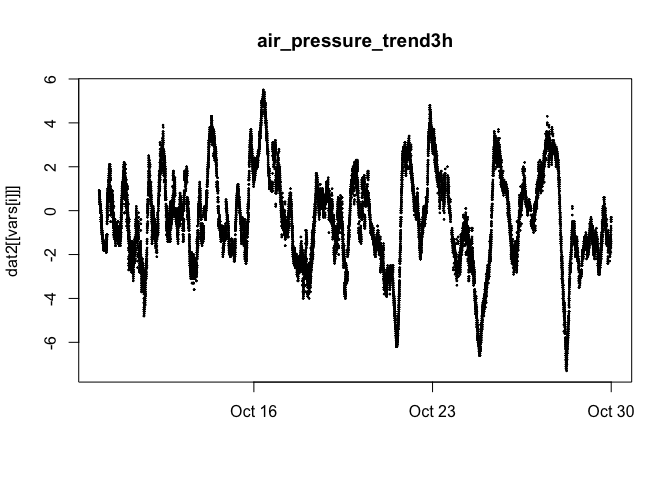 air_pressure_trend3h
dat2[[vars[i]]]
6
4
2
0
-2
-4
-6
Oct 16
Oct 23
Oct 30